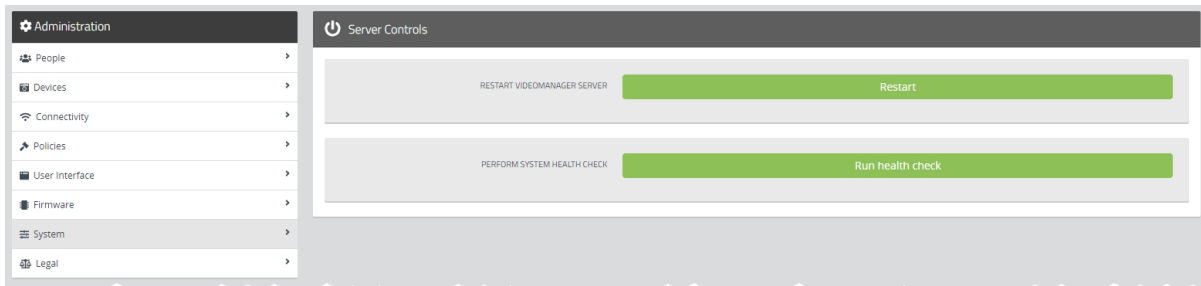 Administration
People
Devices
Connectivity
Policies
User Interface
Firmware
System
Legal
Server Controls
RESTART VIDEOMANAGER SERVER
Restart
PERFORM SYSTEM HEALTH CHECK
Run health check